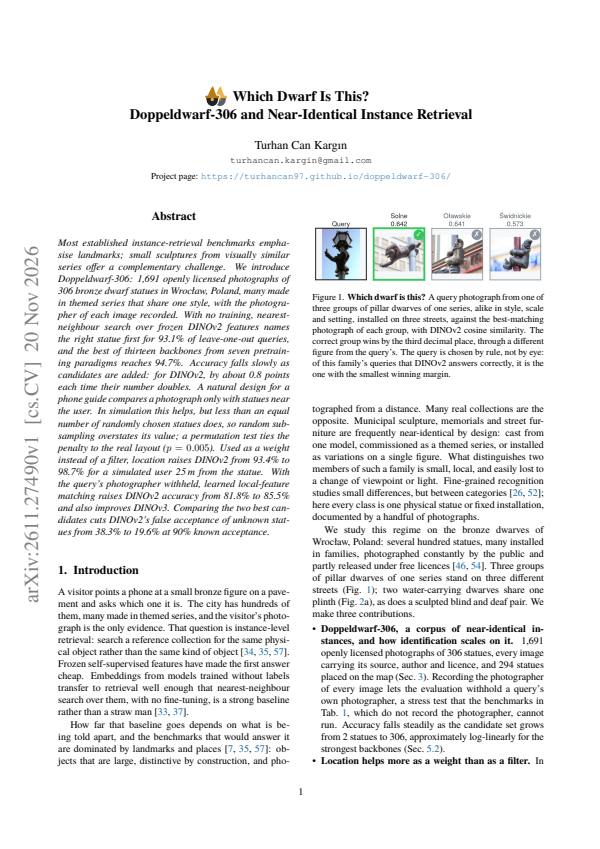 Which Dwarf Is This?
Doppeldwarf-306 and Near-Identical Instance Retrieval
Turhan Can Kargın
turhancan.kargin@gmail.com
Project page: https://turhancan97.github.io/doppeldwarf-306/
arXiv:2611.27490v1 [cs.CV] 20 Nov 2026
Abstract
Most established instance-retrieval benchmarks empha-
sise landmarks; small sculptures from visually similar
series offer a complementary challenge. We introduce
Doppeldwarf-306: 1,691 openly licensed photographs of
306 bronze dwarf statues in Wrocław, Poland, many made
in themed series that share one style, with the photogra-
pher of each image recorded. With no training, nearest-
neighbour search over frozen DINOv2 features names
the right statue first for 93.1% of leave-one-out queries,
and the best of thirteen backbones from seven pretrain-
ing paradigms reaches 94.7%. Accuracy falls slowly as
candidates are added: for DINOv2, by about 0.8 points
each time their number doubles. A natural design for a
phone guide compares a photograph only with statues near
the user. In simulation this helps, but less than an equal
number of randomly chosen statues does, so random sub-
sampling overstates its value; a permutation test ties the
penalty to the real layout (p = 0.005). Used as a weight
instead of a filter, location raises DINOv2 from 93.4% to
98.7% for a simulated user 25 m from the statue. With
the query's photographer withheld, learned local-feature
matching raises DINOv2 accuracy from 81.8% to 85.5%
and also improves DINOv3. Comparing the two best can-
didates cuts DINOv2's false acceptance of unknown stat-
ues from 38.3% to 19.6% at 90% known acceptance.
1. Introduction
A visitor points a phone at a small bronze figure on a pave-
ment and asks which one it is. The city has hundreds of
them, many made in themed series, and the visitor's photo-
graph is the only evidence. That question is instance-level
retrieval: search a reference collection for the same physi-
cal object rather than the same kind of object [34, 35, 57].
Frozen self-supervised features have made the first answer
cheap. Embeddings from models trained without labels
transfer to retrieval well enough that nearest-neighbour
search over them, with no fine-tuning, is a strong baseline
rather than a straw man [33, 37].
How far that baseline goes depends on what is be-
ing told apart, and the benchmarks that would answer it
are dominated by landmarks and places [7, 35, 57]: ob-
jects that are large, distinctive by construction, and pho-
Query
Solne
0.642
Oławskie
0.641
Świdnickie
0.573
Figure 1. Which dwarf is this? A query photograph from one of
three groups of pillar dwarves of one series, alike in style, scale
and setting, installed on three streets, against the best-matching
photograph of each group, with DINOv2 cosine similarity. The
correct group wins by the third decimal place, through a different
figure from the query's. The query is chosen by rule, not by eye:
of this family's queries that DINOv2 answers correctly, it is the
one with the smallest winning margin.
tographed from a distance. Many real collections are the
opposite. Municipal sculpture, memorials and street fur-
niture are frequently near-identical by design: cast from
one model, commissioned as a themed series, or installed
as variations on a single figure. What distinguishes two
members of such a family is small, local, and easily lost to
a change of viewpoint or light. Fine-grained recognition
studies small differences, but between categories [26, 52];
here every class is one physical statue or fixed installation,
documented by a handful of photographs.
We study this regime on the bronze dwarves of
Wrocław, Poland: several hundred statues, many installed
in families, photographed constantly by the public and
partly released under free licences [46, 54]. Three groups
of pillar dwarves of one series stand on three different
streets (Fig. 1); two water-carrying dwarves share one
plinth (Fig. 2a), as does a sculpted blind and deaf pair. We
make three contributions.
• Doppeldwarf-306, a corpus of near-identical in-
stances, and how identification scales on it. 1,691
openly licensed photographs of 306 statues, every image
carrying its source, author and licence, and 294 statues
placed on the map (Sec. 3). Recording the photographer
of every image lets the evaluation withhold a query's
own photographer, a stress test that the benchmarks in
Tab. 1, which do not record the photographer, cannot
run. Accuracy falls steadily as the candidate set grows
from 2 statues to 306, approximately log-linearly for the
strongest backbones (Sec. 5.2).
• Location helps more as a weight than as a filter. In
1